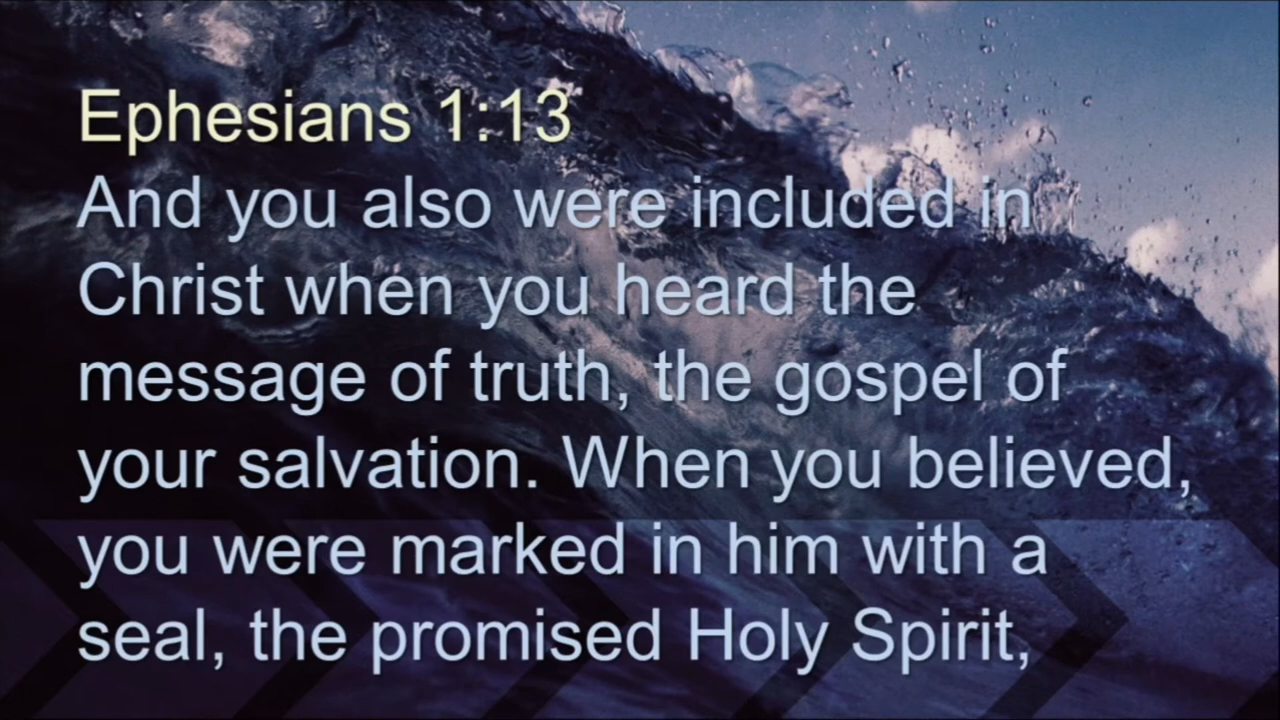 Ephesians 1:13
And you also were included in
Christ when you heard the
message of truth, the gospel of
your salvation. When you believed,
you were marked in him with a
seal, the promised Holy Spirit,